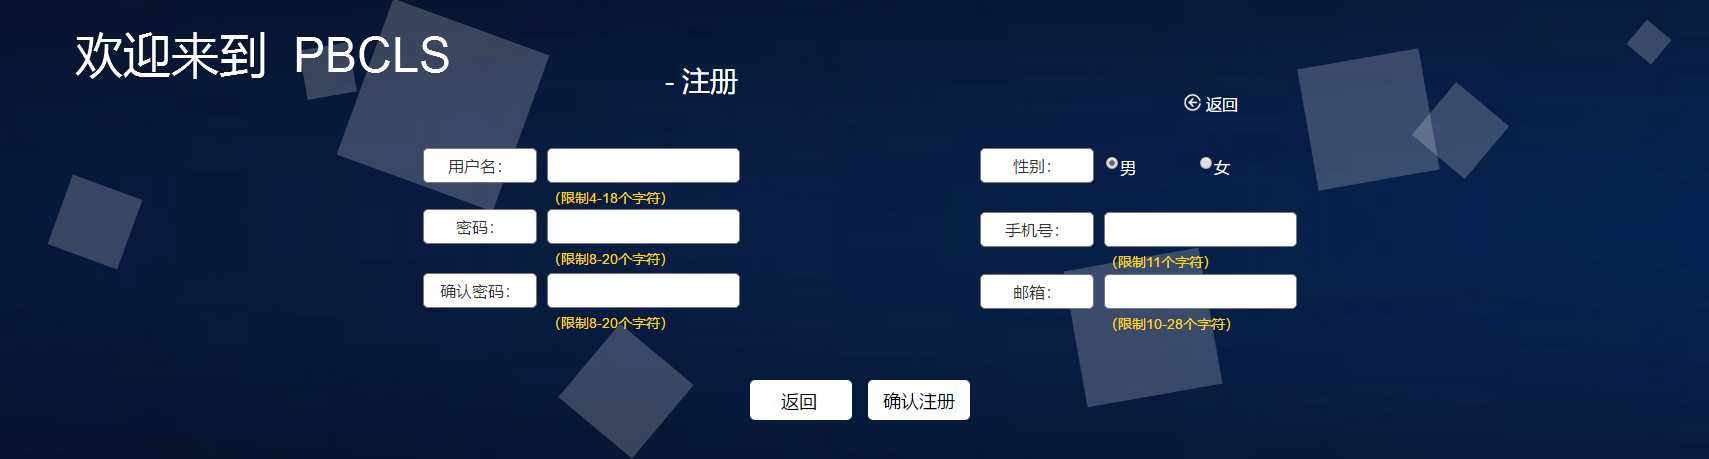 欢迎来到 PBCLS
- 注册
返回
用户名：
(限制4-18个字符)
密码：
(限制8-20个字符)
确认密码：
(限制8-20个字符)
性别：
男 女
手机号：
(限制11个字符)
邮箱：
(限制10-28个字符)
返回 确认注册